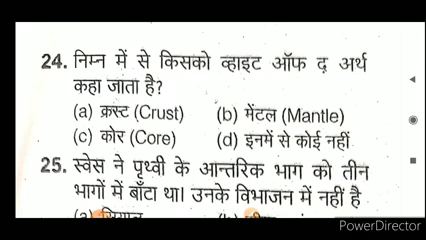 24. निम्न में से किसको व्हाइट ऑफ द् अर्थ
कहा जाता है?
(a) क्रस्ट (Crust) (b) मेंटल (Mantle)
(c) कोर (Core) (d) इनमें से कोई नहीं
25. स्वेस ने पृथ्वी के आन्तरिक भाग को तीन
भागों में बाँटा था। उनके विभाजन में नहीं है
(a) सियाल (b)
PowerDirector